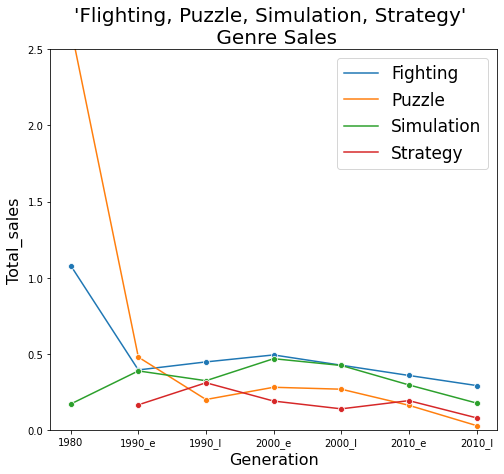 'Flighting, Puzzle, Simulation, Strategy'
Genre Sales
Fighting
Puzzle
Simulation
Strategy
Total_sales
2.5
2.0
1.5
1.0
0.5
0.0
1980 1990_e 1990_l 2000_e 2000_l 2010_e 2010_l
Generation